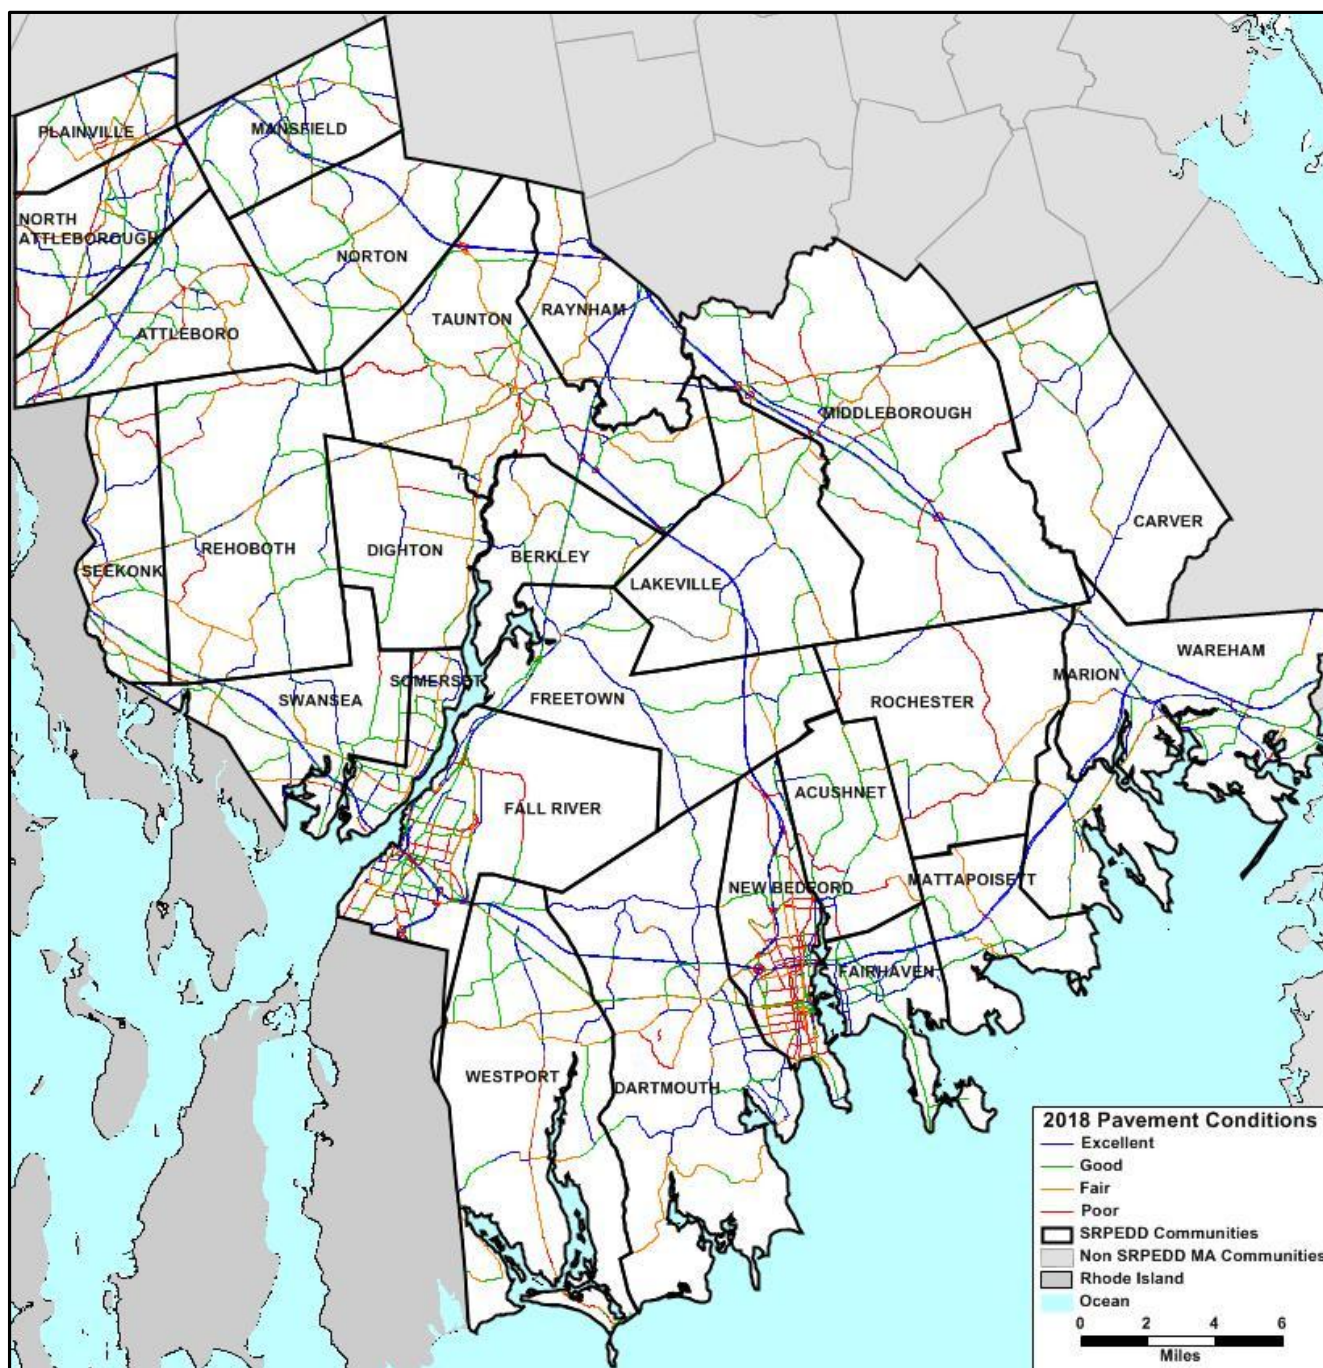 PLAINVILLE
MANSFIELD
NORTH
ATTLEBOROUGH
NORTON
ATTLEBORO
TAUNTON
RAYNHAM
MIDDLEBOROUGH
CARVER
REHOBOTH
DIGHTON
BERKLEY
SEEKONK
LAKEVILLE
WAREHAM
MARION
SOMERSET
SWANSEA
FREETOWN
ROCHESTER
FALL RIVER
ACUSHNET
NEW BEDFORD
MATTAPOISETT
FAIRHAVEN
WESTPORT
DARTMOUTH
2018 Pavement Conditions
Excellent
Good
Fair
Poor
SRPEDD Communities
Non SRPEDD MA Communities
Rhode Island
Ocean
0 2 4 6
Miles